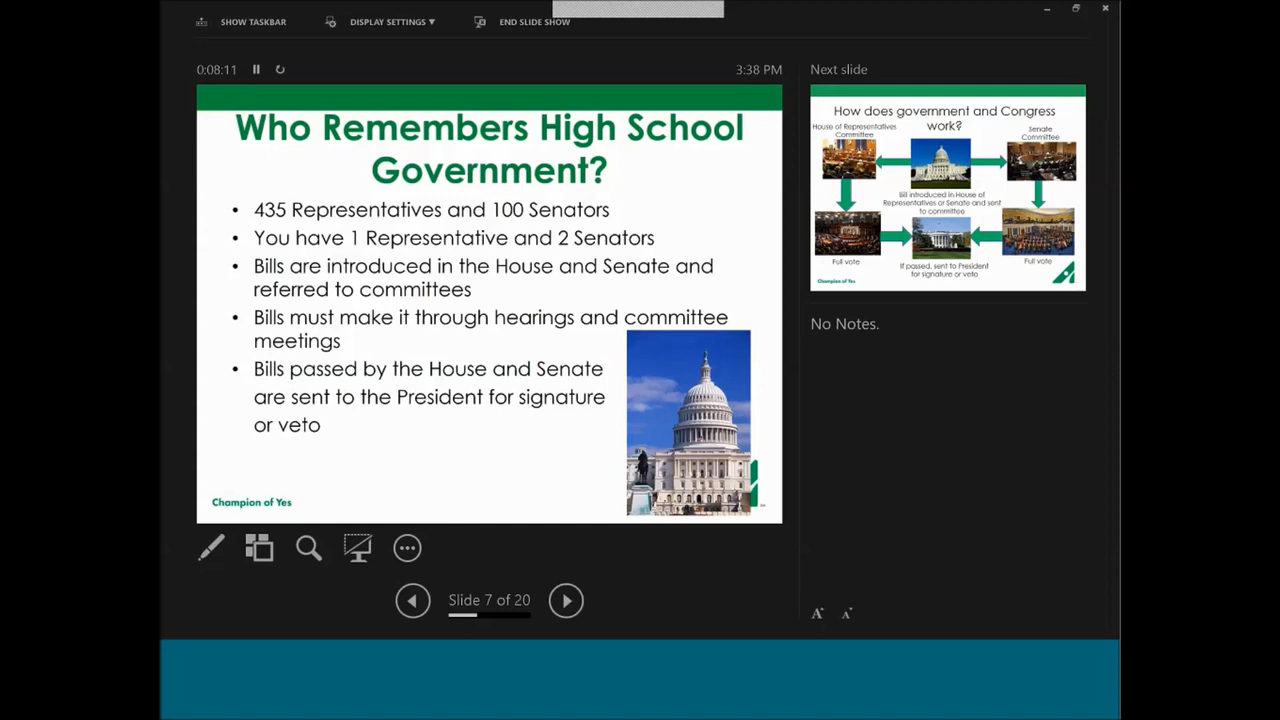 SHOW TASKBAR
DISPLAY SETTINGS ▼
END SLIDE SHOW
0:08:11
3:38 PM
Next slide
Who Remembers High School
Government?
• 435 Representatives and 100 Senators
• You have 1 Representative and 2 Senators
• Bills are introduced in the House and Senate and
referred to committees
• Bills must make it through hearings and committee
meetings
• Bills passed by the House and Senate
are sent to the President for signature
or veto
Champion of Yes
How does government and Congress
work?
House of Representatives
Committee
Senate
Committee
Bill introduced in House of
Representatives or Senate and sent
to committee
Full vote
If passed, sent to President
for signature or veto
Full vote
Champion of Yes
No Notes.
Slide 7 of 20
A A